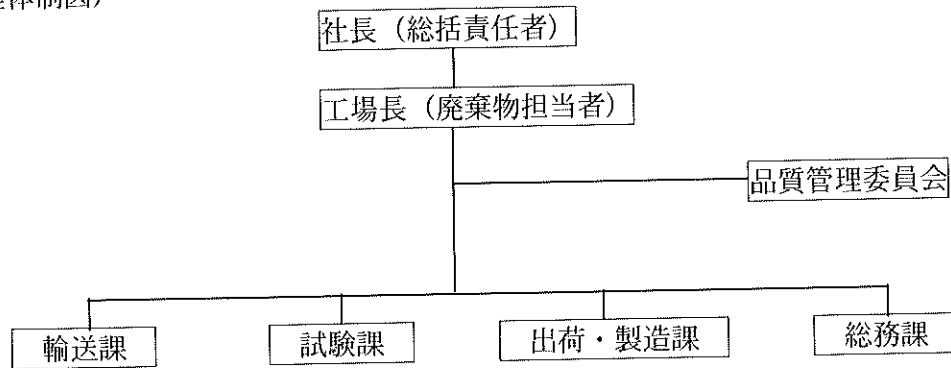 体制図)
社長（総括責任者）
工場長（廃棄物担当者）
品質管理委員会
輸送課
試験課
出荷・製造課
総務課